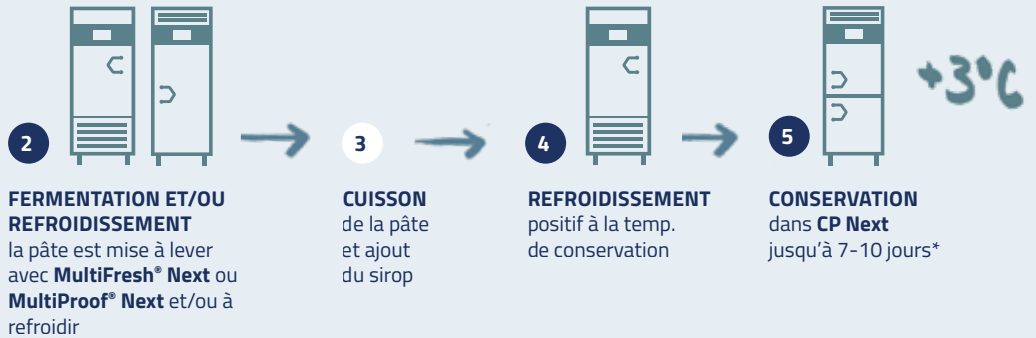 +3°C
2
FERMENTATION ET/OU
REFROIDISSEMENT
la pâte est mise à lever
avec MultiFresh® Next ou
MultiProof® Next et/ou à
refroidir
3
CUISSON
de la pâte
et ajout
du sirop
4
REFROIDISSEMENT
positif à la temp.
de conservation
5
CONSERVATION
dans CP Next
jusqu'à 7-10 jours*